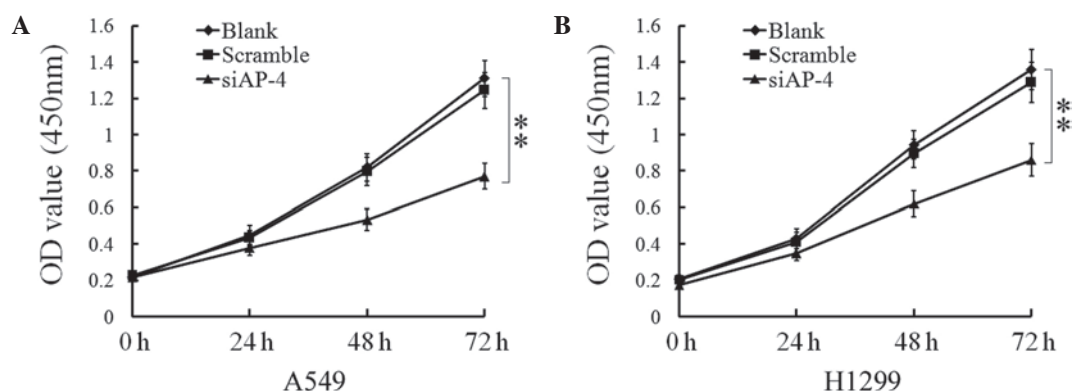 A
OD value (450nm)
1.6
1.4
1.2
1
0.8
0.6
0.4
0.2
0
Blank
Scramble
siAP-4
**
0 h 24 h 48 h 72 h
A549
B
OD value (450nm)
1.6
1.4
1.2
1
0.8
0.6
0.4
0.2
0
Blank
Scramble
siAP-4
**
0 h 24 h 48 h 72 h
H1299